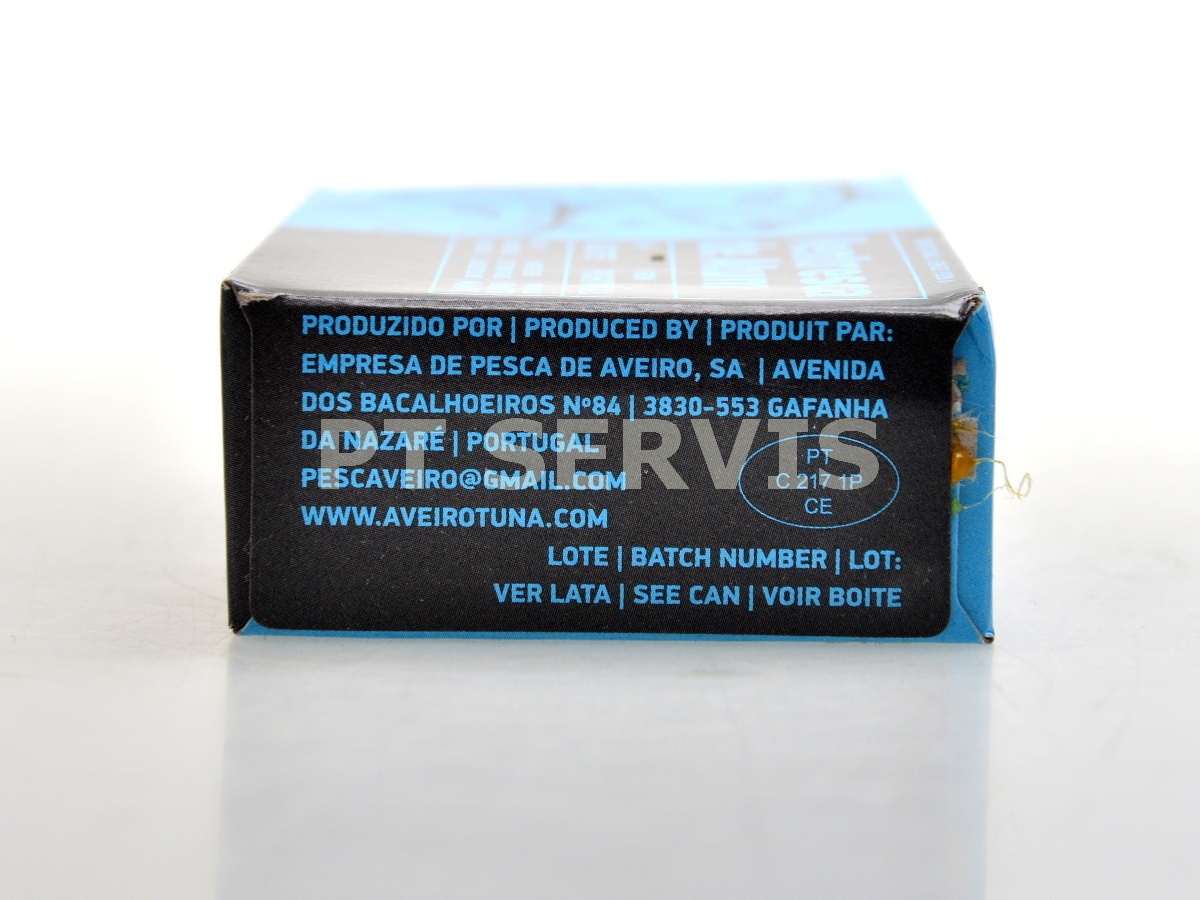 PRODUZIDO POR | PRODUCED BY | PRODUIT PAR:
EMPRESA DE PESCA DE AVEIRO, SA | AVENIDA
DOS BACALHOEIROS Nº84 | 3830-553 GAFANHA
DA NAZARÉ | PORTUGAL
PESCAVEIRO@GMAIL.COM
WWW.AVEIROTUNA.COM
PT
C 217 1P
CE
LOTE | BATCH NUMBER | LOT:
VER LATA | SEE CAN | VOIR BOITE
PT SERVIS